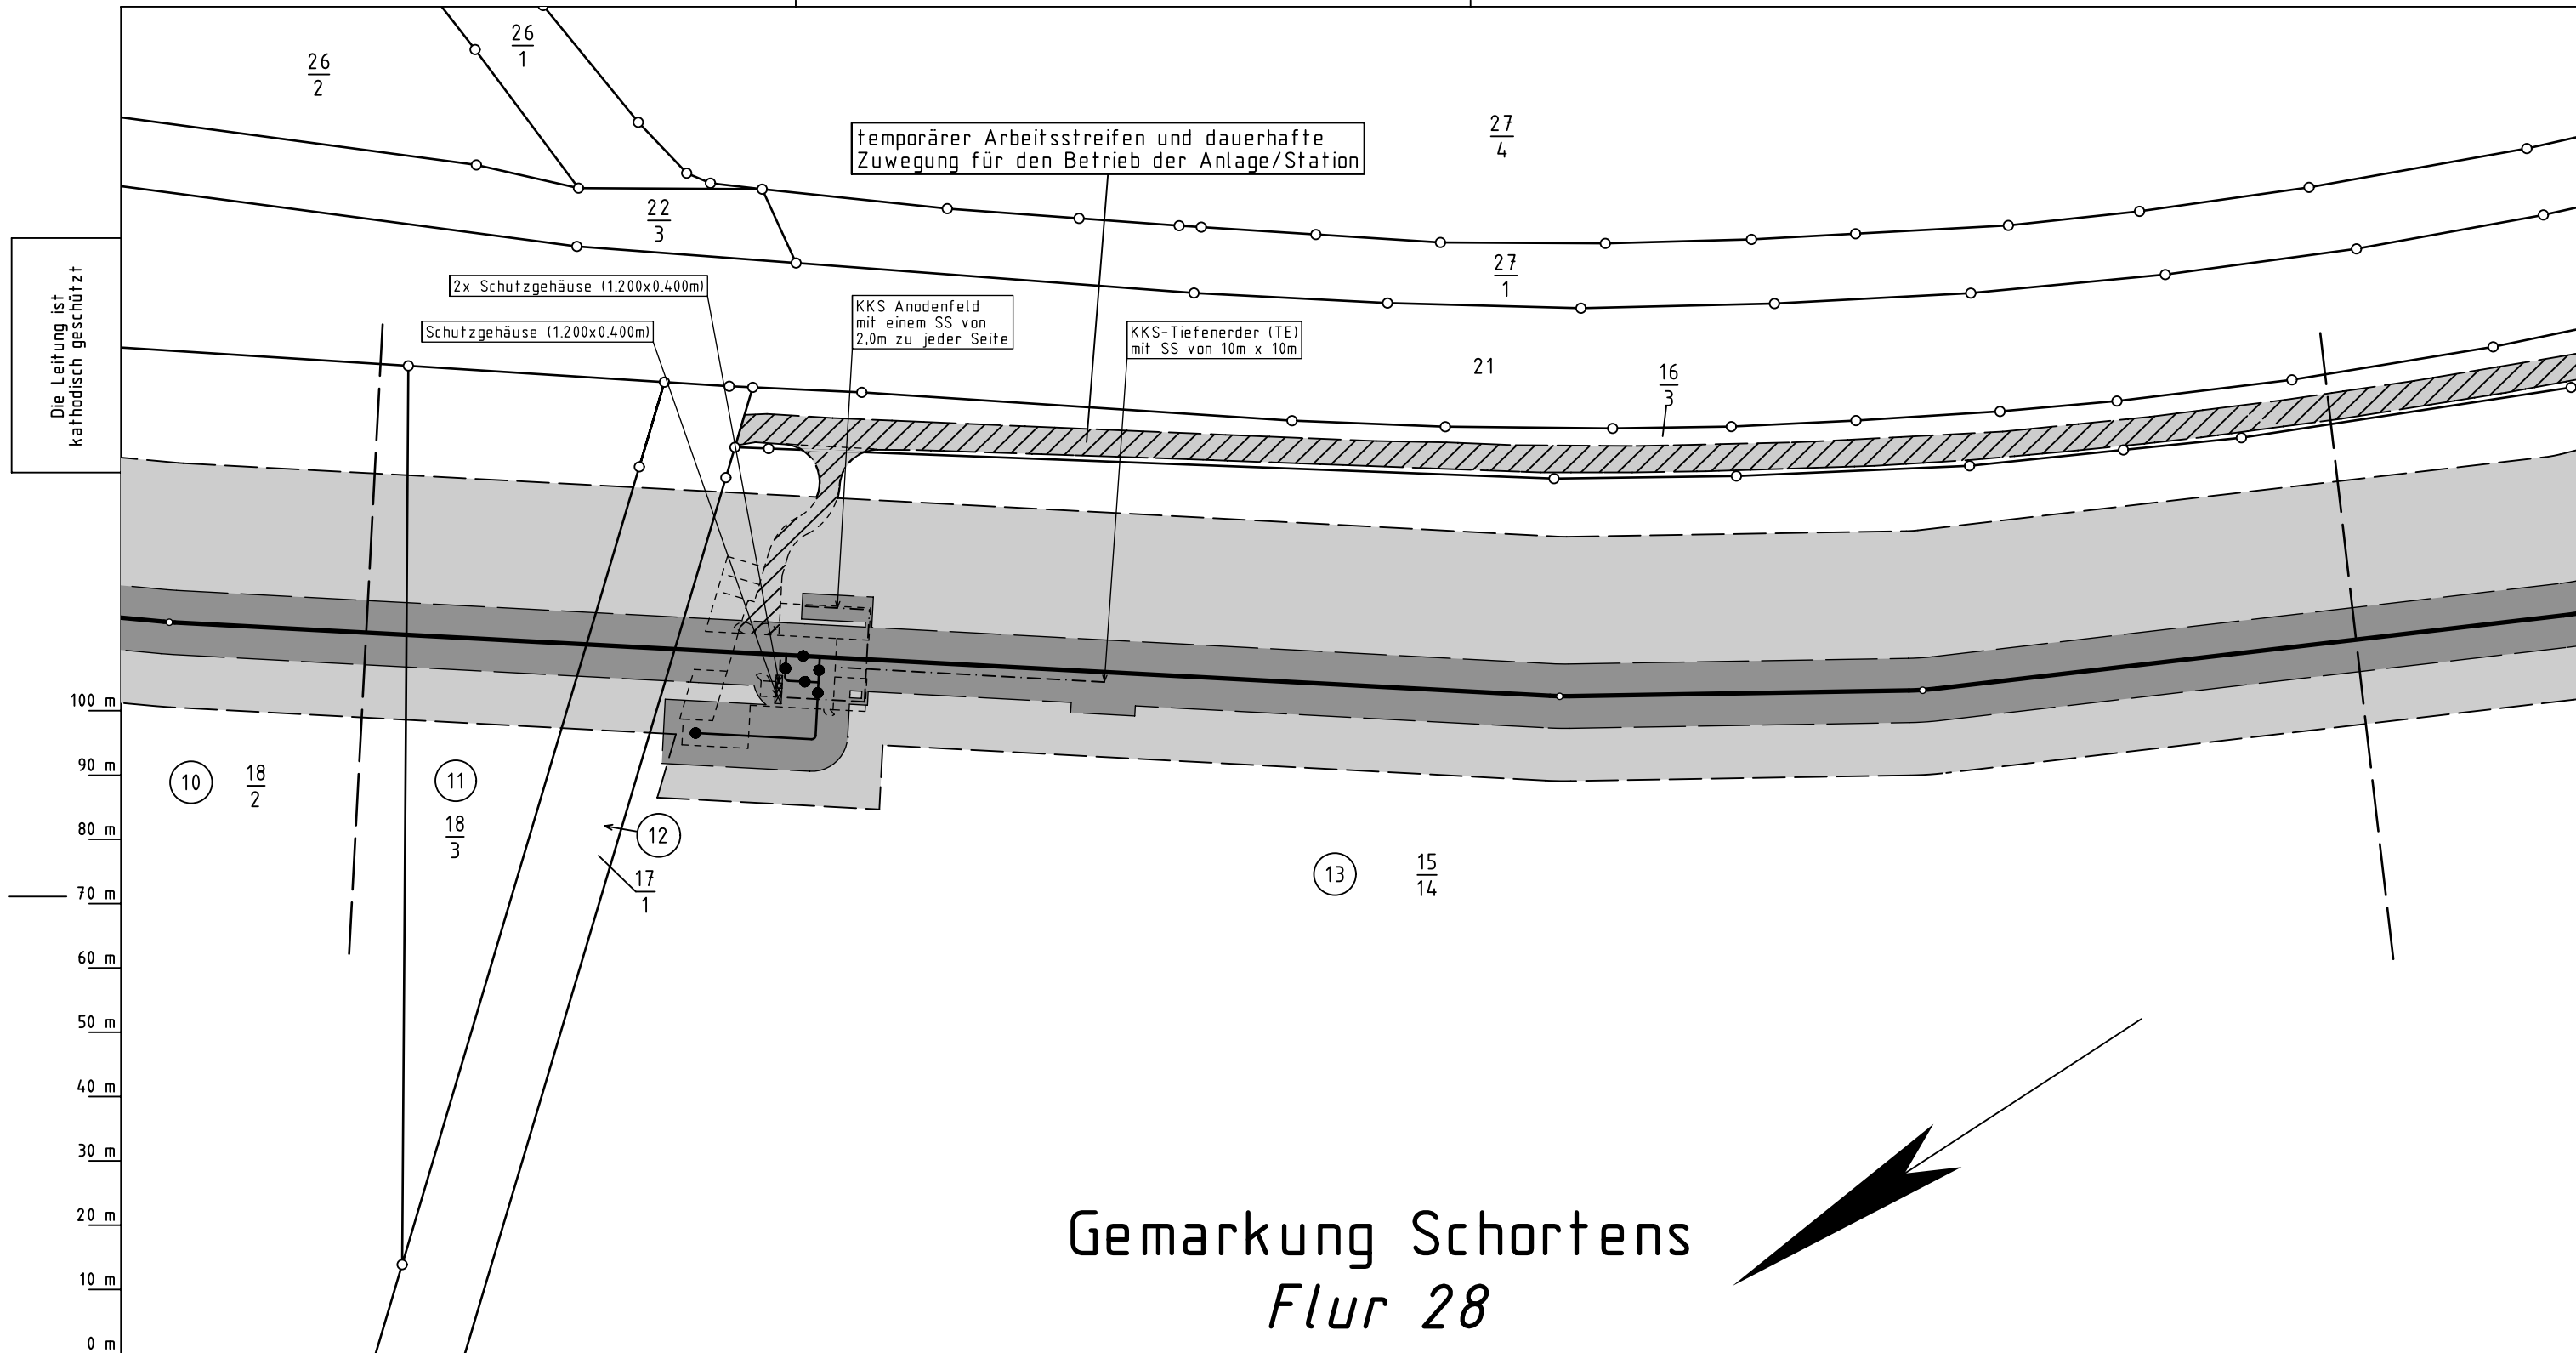 26
1
26
2
27
4
temporärer Arbeitsstreifen und dauerhafte
Zuwegung für den Betrieb der Anlage/Station
22
3
27
1
Die Leitung ist
kathodisch geschützt
2x Schutzgehäuse (1.200x0.400m)
Schutzgehäuse (1.200x0.400m)
KKS Anodenfeld
mit einem SS von
2,0m zu jeder Seite
KKS-Tiefenerder (TE)
mit SS von 10m x 10m
21
16
3
100 m
90 m
80 m
70 m
60 m
50 m
40 m
30 m
20 m
10 m
0 m
10
18
2
11
18
3
12
17
1
13
15
14
Gemarkung Schortens
Flur 28